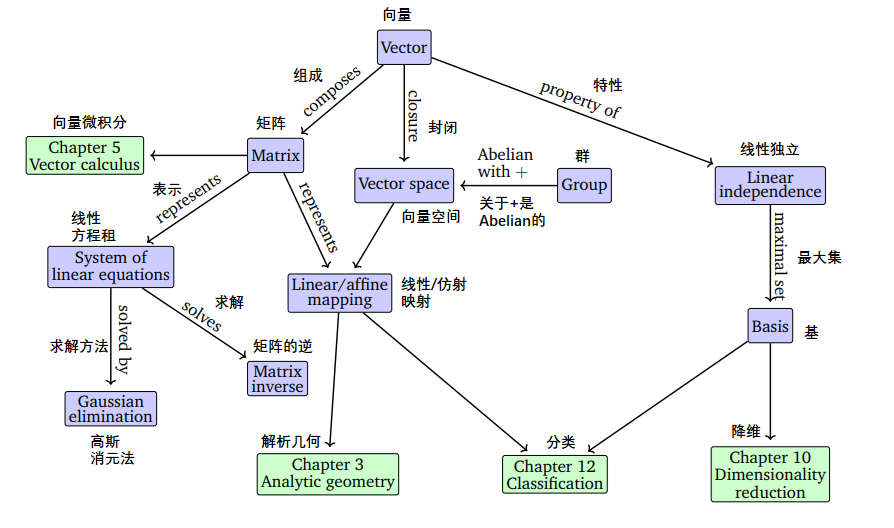 向量
Vector
组成
composes
closure
封闭
特性
property of
向量微积分
Chapter 5
Vector calculus
矩阵
Matrix
Abelian
with +
群
Group
线性独立
Linear
independence
表示
represents
represents
Vector space
向量空间
关于+是
Abelian的
maximal set
最大集
线性
方程租
System of
linear equations
Linear/affine
mapping
线性/仿射
映射
求解
solves
求解方法
solved by
矩阵的逆
Matrix
inverse
Basis
基
Gaussian
elimination
高斯
消元法
解析几何
Chapter 3
Analytic geometry
分类
Chapter 12
Classification
降维
Chapter 10
Dimensionality
reduction